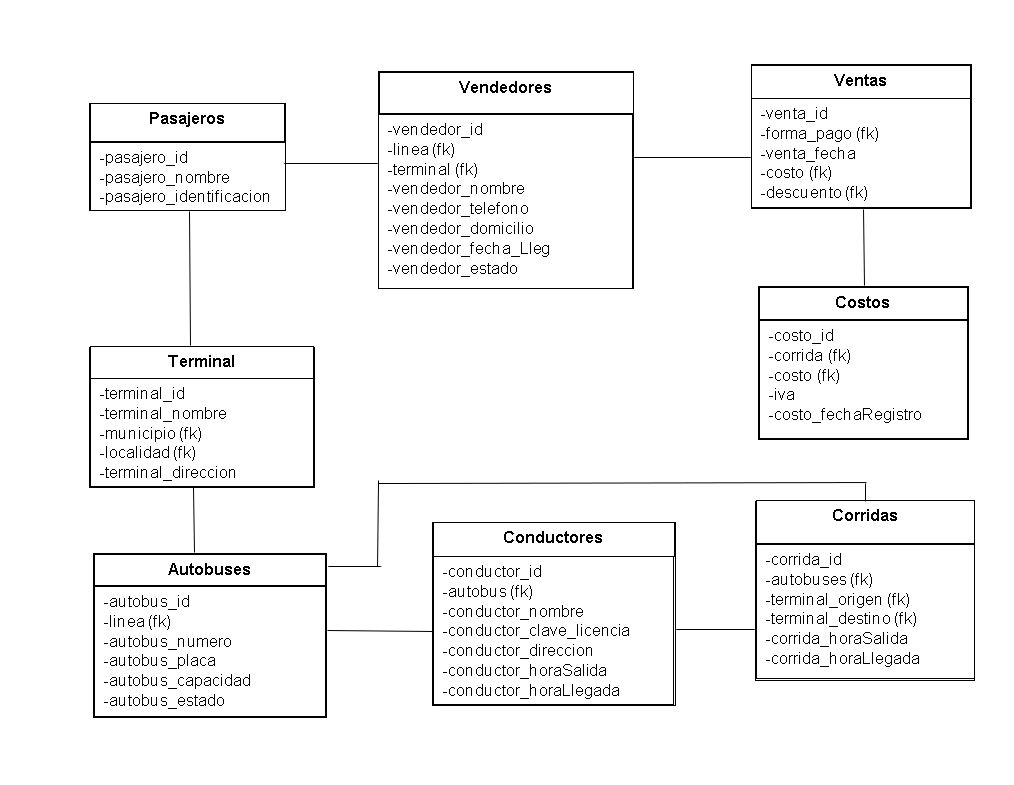 Pasajeros
-pasajero_id
-pasajero_nombre
-pasajero_identificacion
Vendedores
-vendedor_id
-linea (fk)
-terminal (fk)
-vendedor_nombre
-vendedor_telefono
-vendedor_domicilio
-vendedor_fecha_Lleg
-vendedor_estado
Ventas
-venta_id
-forma_pago (fk)
-venta_fecha
-costo (fk)
-descuento (fk)
Costos
-costo_id
-corrida (fk)
-costo (fk)
-iva
-costo_fechaRegistro
Terminal
-terminal_id
-terminal_nombre
-municipio (fk)
-localidad (fk)
-terminal_direccion
Autobuses
-autobus_id
-linea (fk)
-autobus_numero
-autobus_placa
-autobus_capacidad
-autobus_estado
Conductores
-conductor_id
-autobus (fk)
-conductor_nombre
-conductor_clave_licencia
-conductor_direccion
-conductor_horaSalida
-conductor_horaLlegada
Corridas
-corrida_id
-autobuses (fk)
-terminal_origen (fk)
-terminal_destino (fk)
-corrida_horaSalida
-corrida_horaLlegada